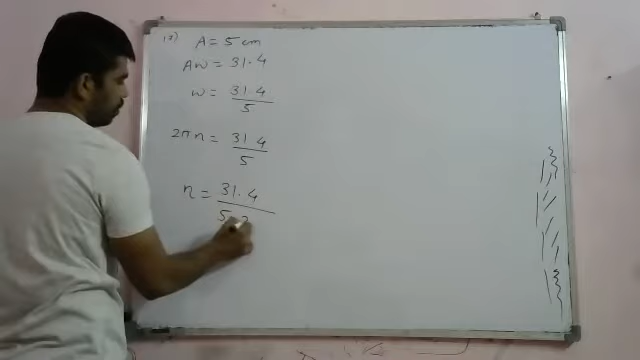 17) A = 5 cm
Aω = 31.4
ω = 31.4 / 5
2πn = 31.4 / 5
n = 31.4 / 5